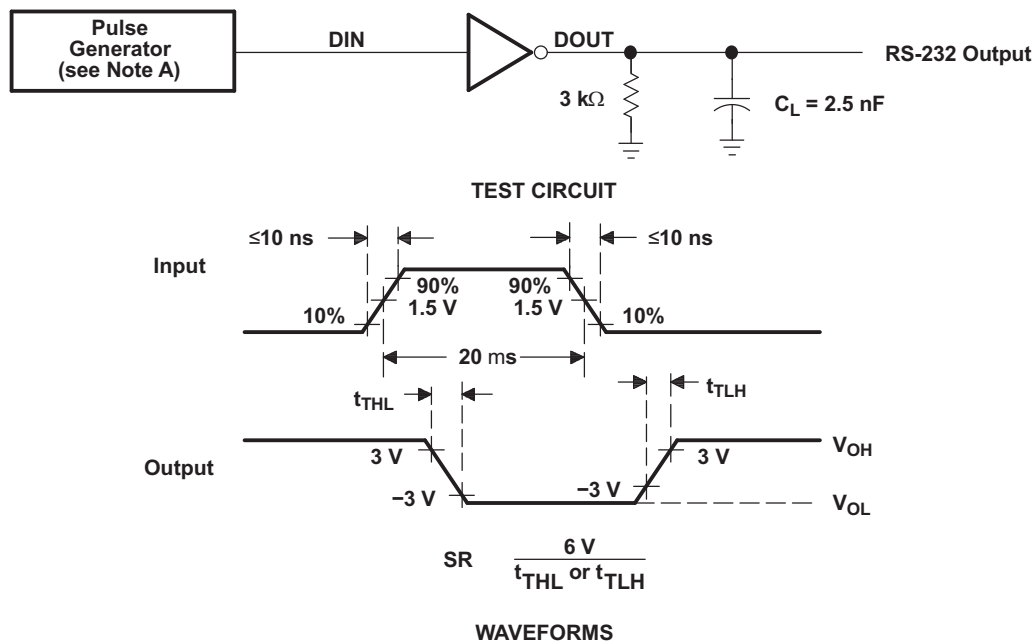 Pulse
Generator
(see Note A)
DIN
DOUT
RS-232 Output
3 kΩ
C_L = 2.5 nF
TEST CIRCUIT
≤10 ns
≤10 ns
Input
90%
90%
1.5 V
1.5 V
10%
10%
20 ms
t_THL
t_TLH
Output
3 V
3 V
V_OH
−3 V
−3 V
V_OL
SR
6 V
t_THL or t_TLH
WAVEFORMS